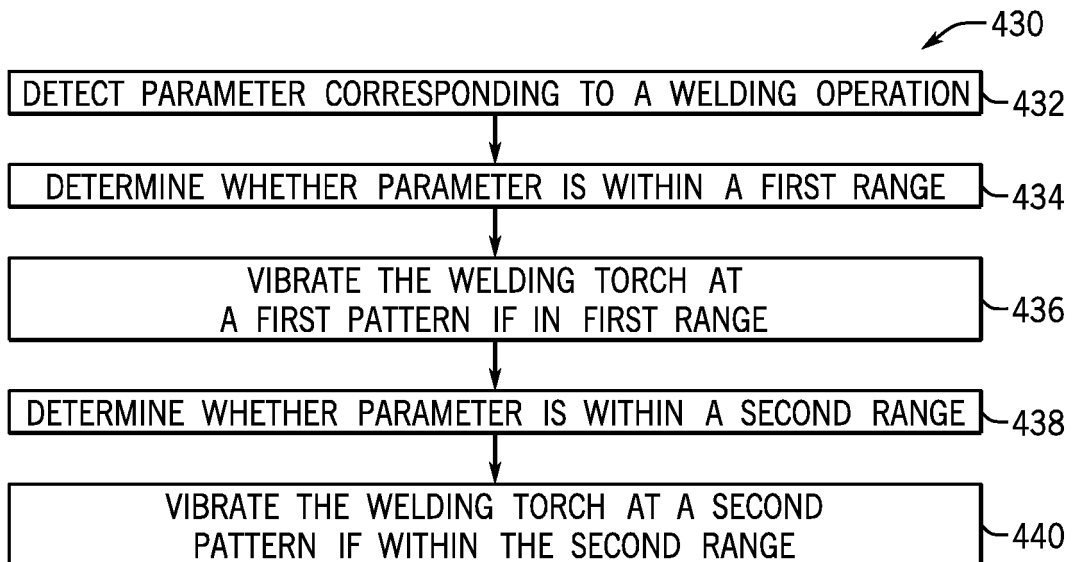 430
DETECT PARAMETER CORRESPONDING TO A WELDING OPERATION
432
DETERMINE WHETHER PARAMETER IS WITHIN A FIRST RANGE
434
VIBRATE THE WELDING TORCH AT
A FIRST PATTERN IF IN FIRST RANGE
436
DETERMINE WHETHER PARAMETER IS WITHIN A SECOND RANGE
438
VIBRATE THE WELDING TORCH AT A SECOND
PATTERN IF WITHIN THE SECOND RANGE
440